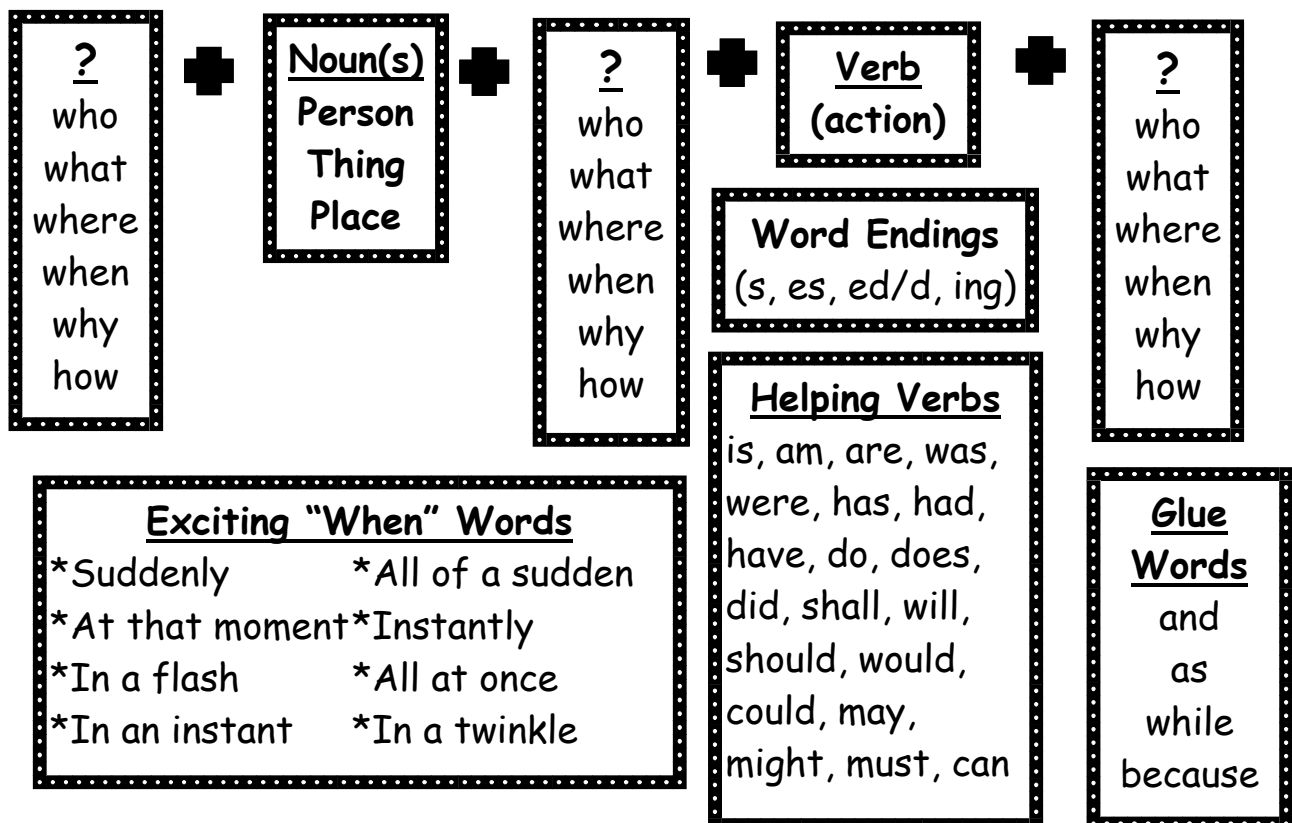 ?
who
what
where
when
why
how
Noun(s)
Person
Thing
Place
?
who
what
where
when
why
how
Verb
(action)
Word Endings
(s, es, ed/d, ing)
Helping Verbs
is, am, are, was,
were, has, had,
have, do, does,
did, shall, will,
should, would,
could, may,
might, must, can
?
who
what
where
when
why
how
Exciting “When” Words
*Suddenly *All of a sudden
*At that moment *Instantly
*In a flash *All at once
*In an instant *In a twinkle
Glue
Words
and
as
while
because